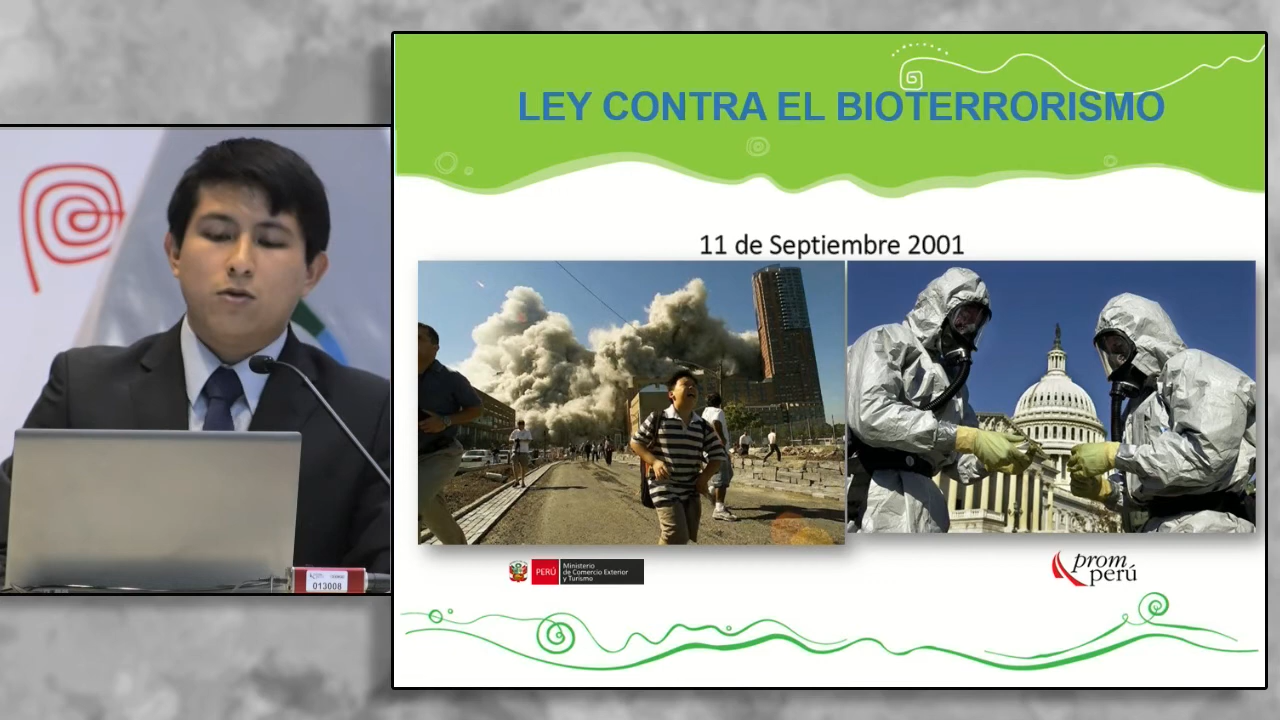 LEY CONTRA EL BIOTERRORISMO
11 de Septiembre 2001
PERÚ
Ministerio
de Comercio Exterior
y Turismo
prom
perú
013008